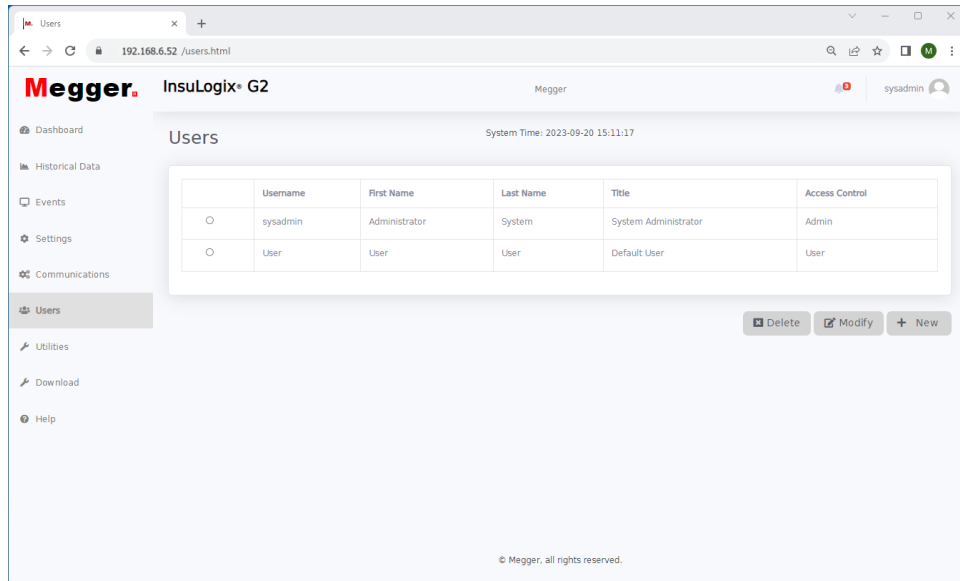 M. Users
192.168.6.52 /users.html
M
Megger.
InsuLogix® G2
Megger
3
sysadmin
Dashboard
Historical Data
Events
Settings
Communications
Users
Utilities
Download
Help
Users
System Time: 2023-09-20 15:11:17
Username First Name Last Name Title Access Control
sysadmin Administrator System System Administrator Admin
User User User Default User User
Delete Modify + New
© Megger, all rights reserved.